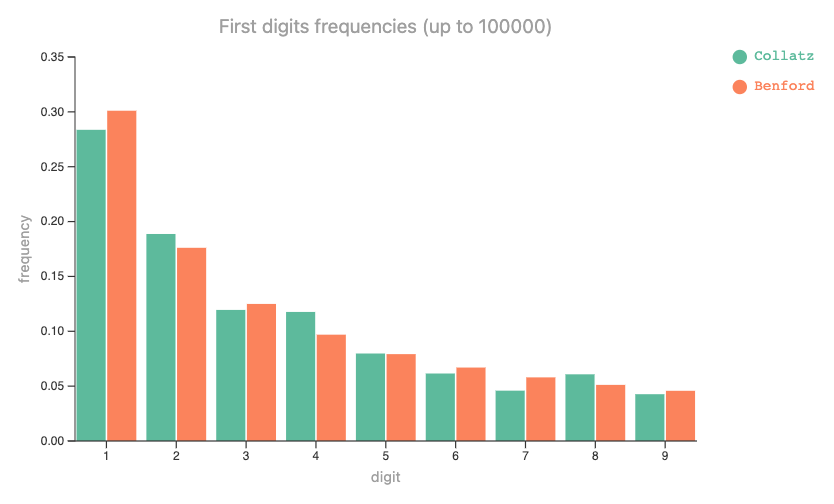 First digits frequencies (up to 100000)
Collatz
Benford
frequency
0.35
0.30
0.25
0.20
0.15
0.10
0.05
0.00
1 2 3 4 5 6 7 8 9
digit